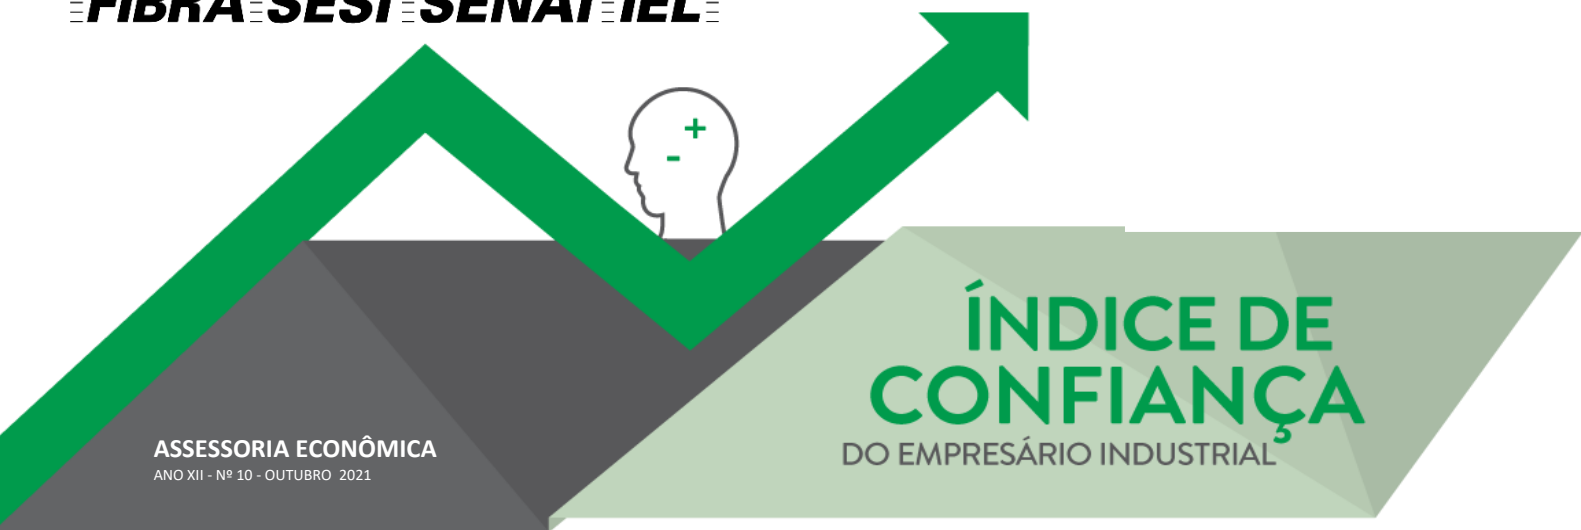 FIBRA SESI SENAI IEL
+
-
ÍNDICE DE
CONFIANÇA
DO EMPRESÁRIO INDUSTRIAL
ASSESSORIA ECONÔMICA
ANO XII - Nº 10 - OUTUBRO 2021